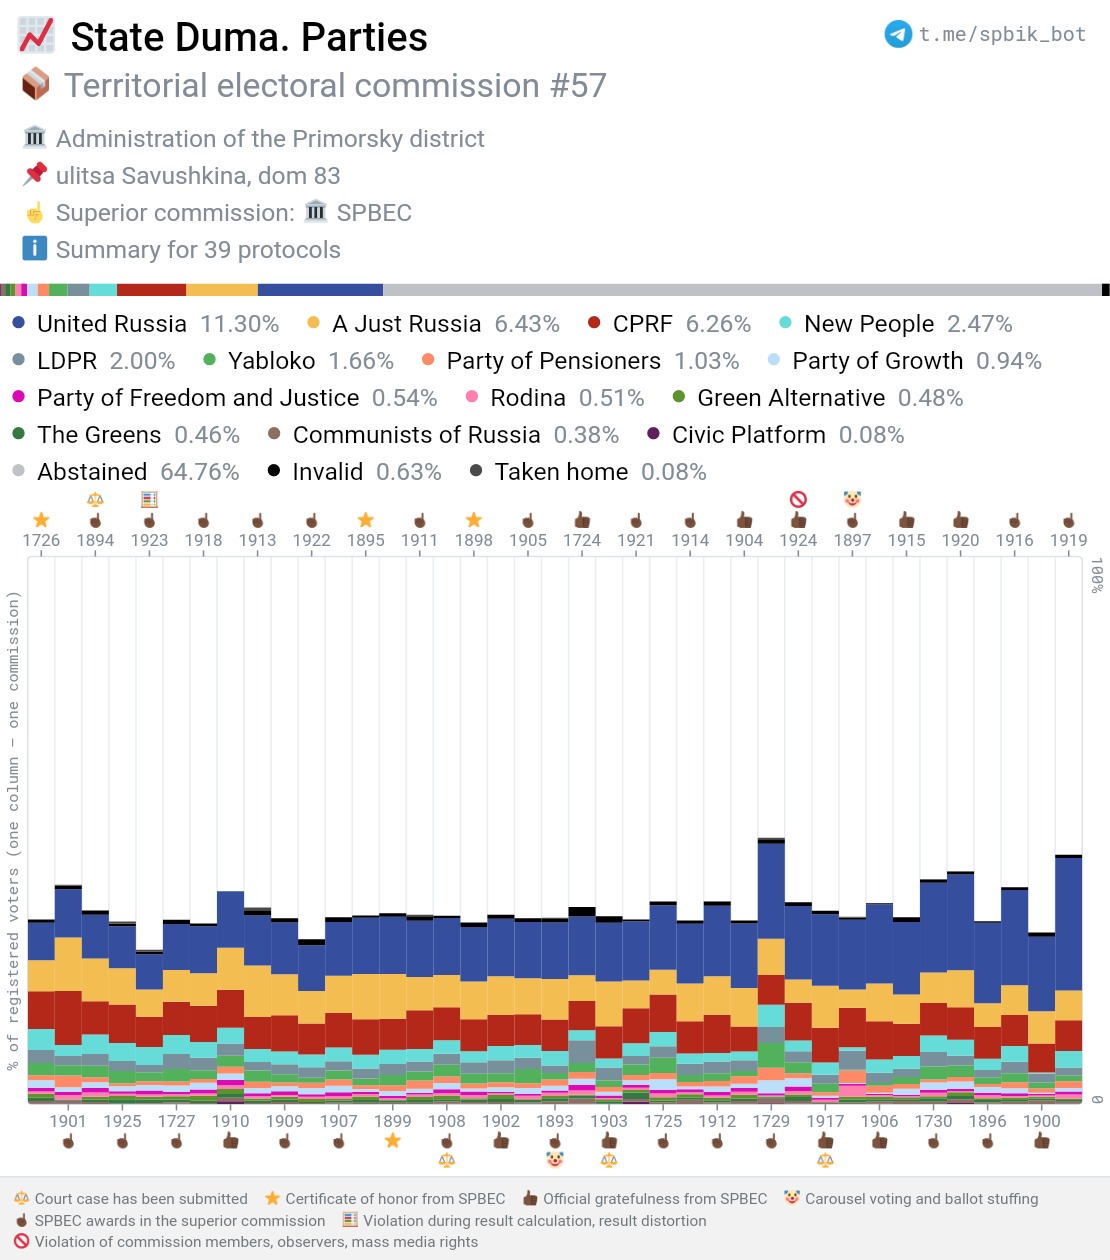 State Duma. Parties
t.me/spbik_bot
Territorial electoral commission #57
Administration of the Primorsky district
ulitsa Savushkina, dom 83
Superior commission: SPBEC
Summary for 39 protocols
United Russia 11.30% A Just Russia 6.43% CPRF 6.26% New People 2.47%
LDPR 2.00% Yabloko 1.66% Party of Pensioners 1.03% Party of Growth 0.94%
Party of Freedom and Justice 0.54% Rodina 0.51% Green Alternative 0.48%
The Greens 0.46% Communists of Russia 0.38% Civic Platform 0.08%
Abstained 64.76% Invalid 0.63% Taken home 0.08%
1726 1894 1923 1918 1913 1922 1895 1911 1898 1905 1724 1921 1914 1904 1924 1897 1915 1920 1916 1919
100%
% of registered voters (one column – one commission)
0
1901 1925 1727 1910 1909 1907 1899 1908 1902 1893 1903 1725 1912 1729 1917 1906 1730 1896 1900
Court case has been submitted Certificate of honor from SPBEC Official gratefulness from SPBEC Carousel voting and ballot stuffing
SPBEC awards in the superior commission Violation during result calculation, result distortion
Violation of commission members, observers, mass media rights